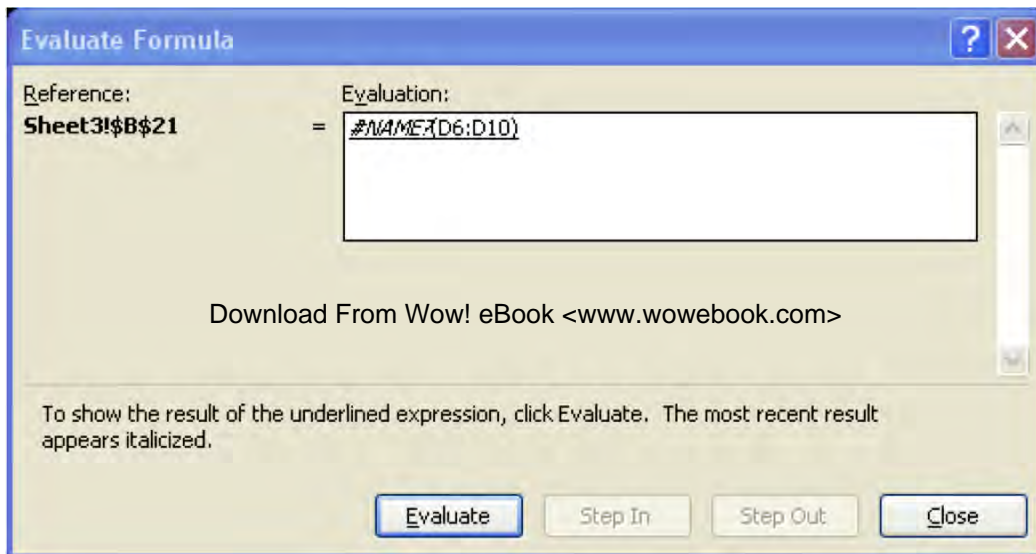 Evaluate Formula
Reference:
Evaluation:
Sheet3!$B$21
=
#NAME?(D6:D10)
Download From Wow! eBook <www.wowebook.com>
To show the result of the underlined expression, click Evaluate. The most recent result
appears italicized.
Evaluate
Step In
Step Out
Close